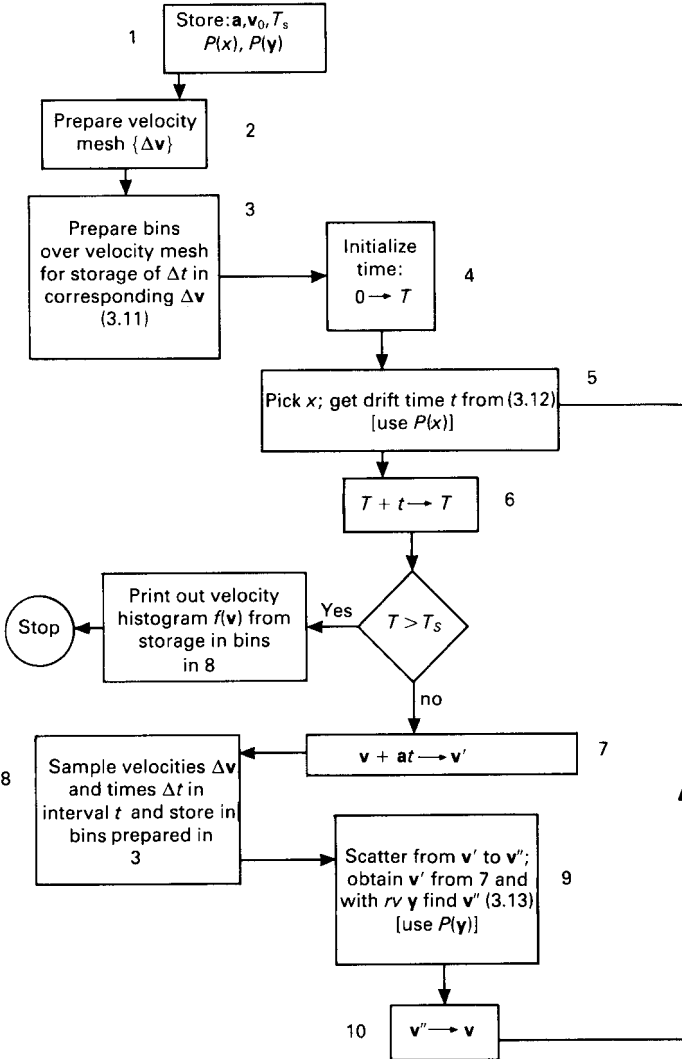 1
Store: a,v₀,Tₛ
P(x), P(y)
Prepare velocity
mesh {Δv}
2
3
Prepare bins
over velocity mesh
for storage of Δt in
corresponding Δv
(3.11)
Initialize
time:
0 → T
4
5
Pick x; get drift time t from (3.12)
[use P(x)]
T + t → T
6
Print out velocity
histogram f(v) from
storage in bins
in 8
Yes
Stop
T > Tₛ
no
v + at → v′
7
8
Sample velocities Δv
and times Δt in
interval t and store in
bins prepared in
3
Scatter from v′ to v″;
obtain v′ from 7 and
with rv y find v″ (3.13)
[use P(y)]
9
10
v″ → v